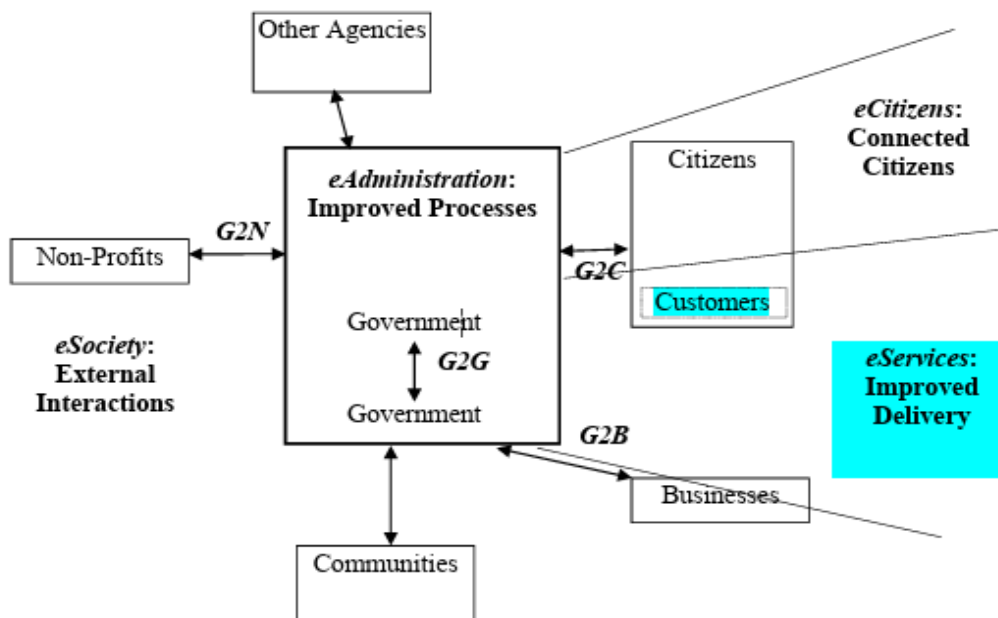 Other Agencies
eCitizens:
Connected
Citizens
Citizens
eAdministration:
Improved Processes
G2N
Non-Profits
G2C
Customers
Government
G2G
Government
eSociety:
External
Interactions
eServices:
Improved
Delivery
G2B
Businesses
Communities